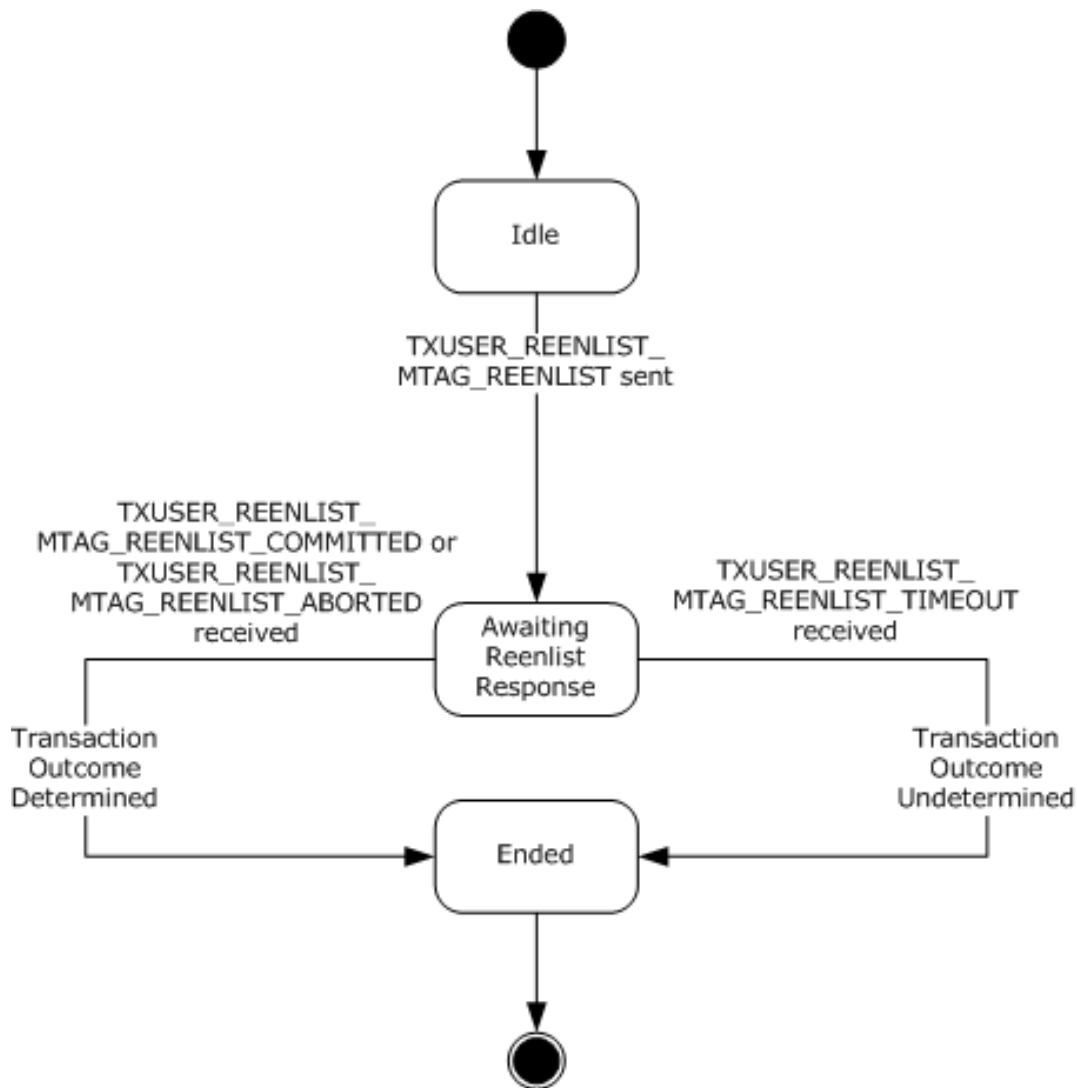 Idle
TXUSER_REENLIST_
MTAG_REENLIST sent
TXUSER_REENLIST_
MTAG_REENLIST_COMMITTED or
TXUSER_REENLIST_
MTAG_REENLIST_ABORTED
received
TXUSER_REENLIST_
MTAG_REENLIST_TIMEOUT
received
Awaiting
Reenlist
Response
Transaction
Outcome
Determined
Transaction
Outcome
Undetermined
Ended